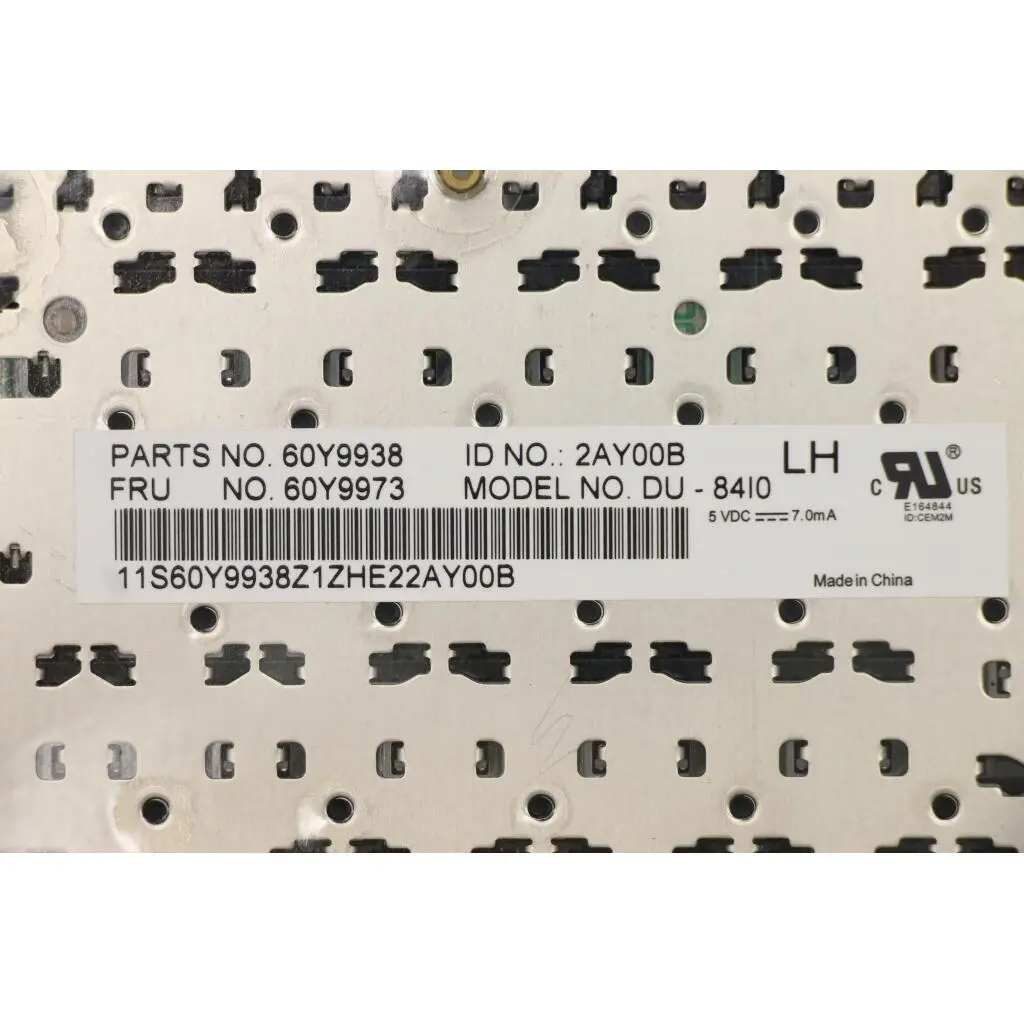 PARTS NO. 60Y9938 ID NO.: 2AY00B LH
FRU NO. 60Y9973 MODEL NO. DU - 84I0
C RU ® US
E164844
ID:CEM2M
5 VDC 7.0mA
11S60Y9938Z1ZHE22AY00B
Made in China